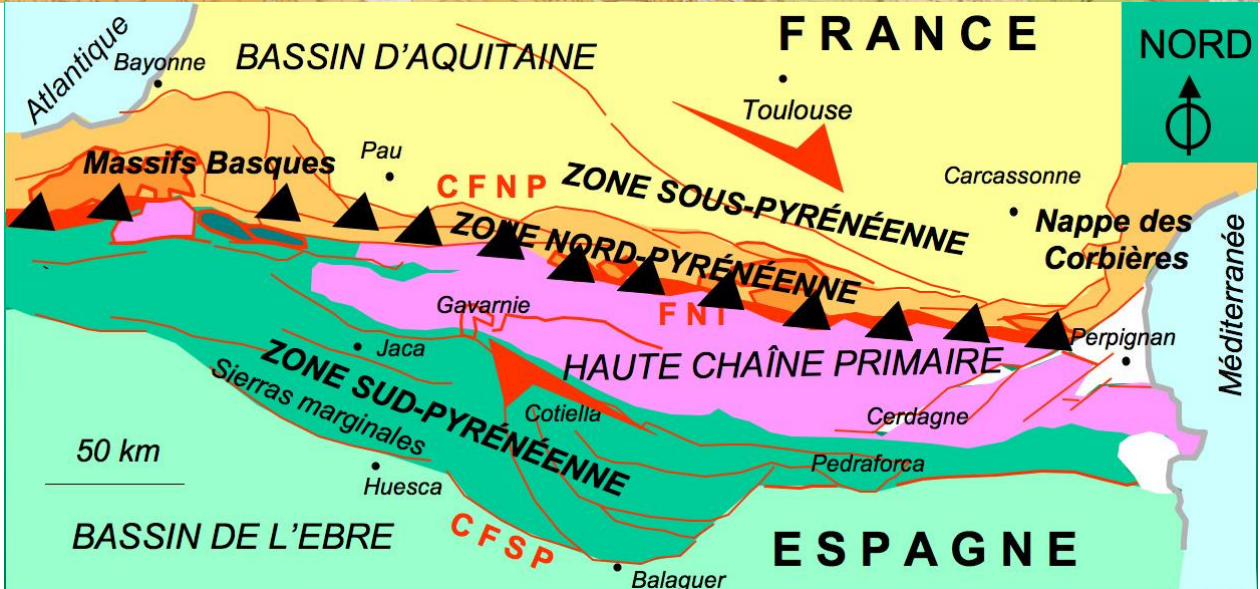 FRANCE
NORD
Atlantique
Bayonne
BASSIN D'AQUITAINE
Toulouse
Massifs Basques
Pau
CFNP
ZONE SOUS-PYRÉNÉENNE
Carcassonne
Nappe des
Corbières
ZONE NORD-PYRÉNÉENNE
Méditerranée
Gavarnie
FNI
Perpignan
Jaca
HAUTE CHAÎNE PRIMAIRE
ZONE SUD-PYRÉNÉENNE
Sierras marginales
Cotiella
Cerdagne
50 km
Pedraforca
Huesca
BASSIN DE L'EBRE
CFSP
ESPAGNE
Balaguer